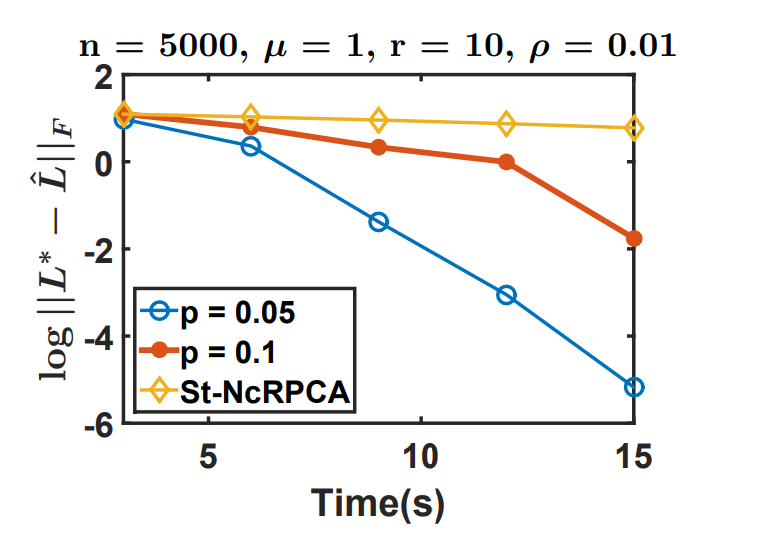 n = 5000, μ = 1, r = 10, ρ = 0.01
log ||L* − L̂||_F
2
0
-2
-4
-6
p = 0.05
p = 0.1
St-NcRPCA
5 10 15
Time(s)